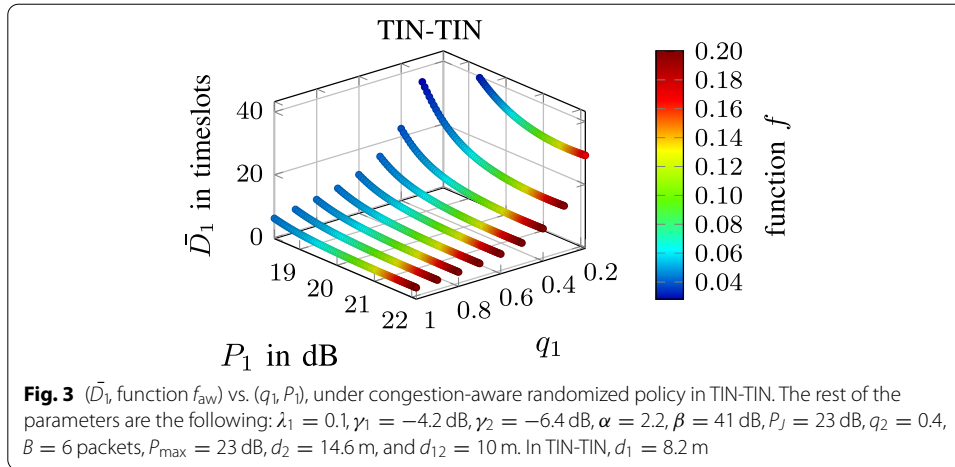 TIN-TIN
0.20
0.18
0.16
0.14
0.12
0.10
0.08
0.06
0.04
function f
40
20
0
D̄₁ in timeslots
19
20
21
22
P₁ in dB
1
0.8
0.6
0.4
0.2
q₁
Fig. 3 (D̄₁, function f_aw) vs. (q₁, P₁), under congestion-aware randomized policy in TIN-TIN. The rest of the
parameters are the following: λ₁ = 0.1, γ₁ = −4.2 dB, γ₂ = −6.4 dB, α = 2.2, β = 41 dB, P_J = 23 dB, q₂ = 0.4,
B = 6 packets, P_max = 23 dB, d₂ = 14.6 m, and d₁₂ = 10 m. In TIN-TIN, d₁ = 8.2 m